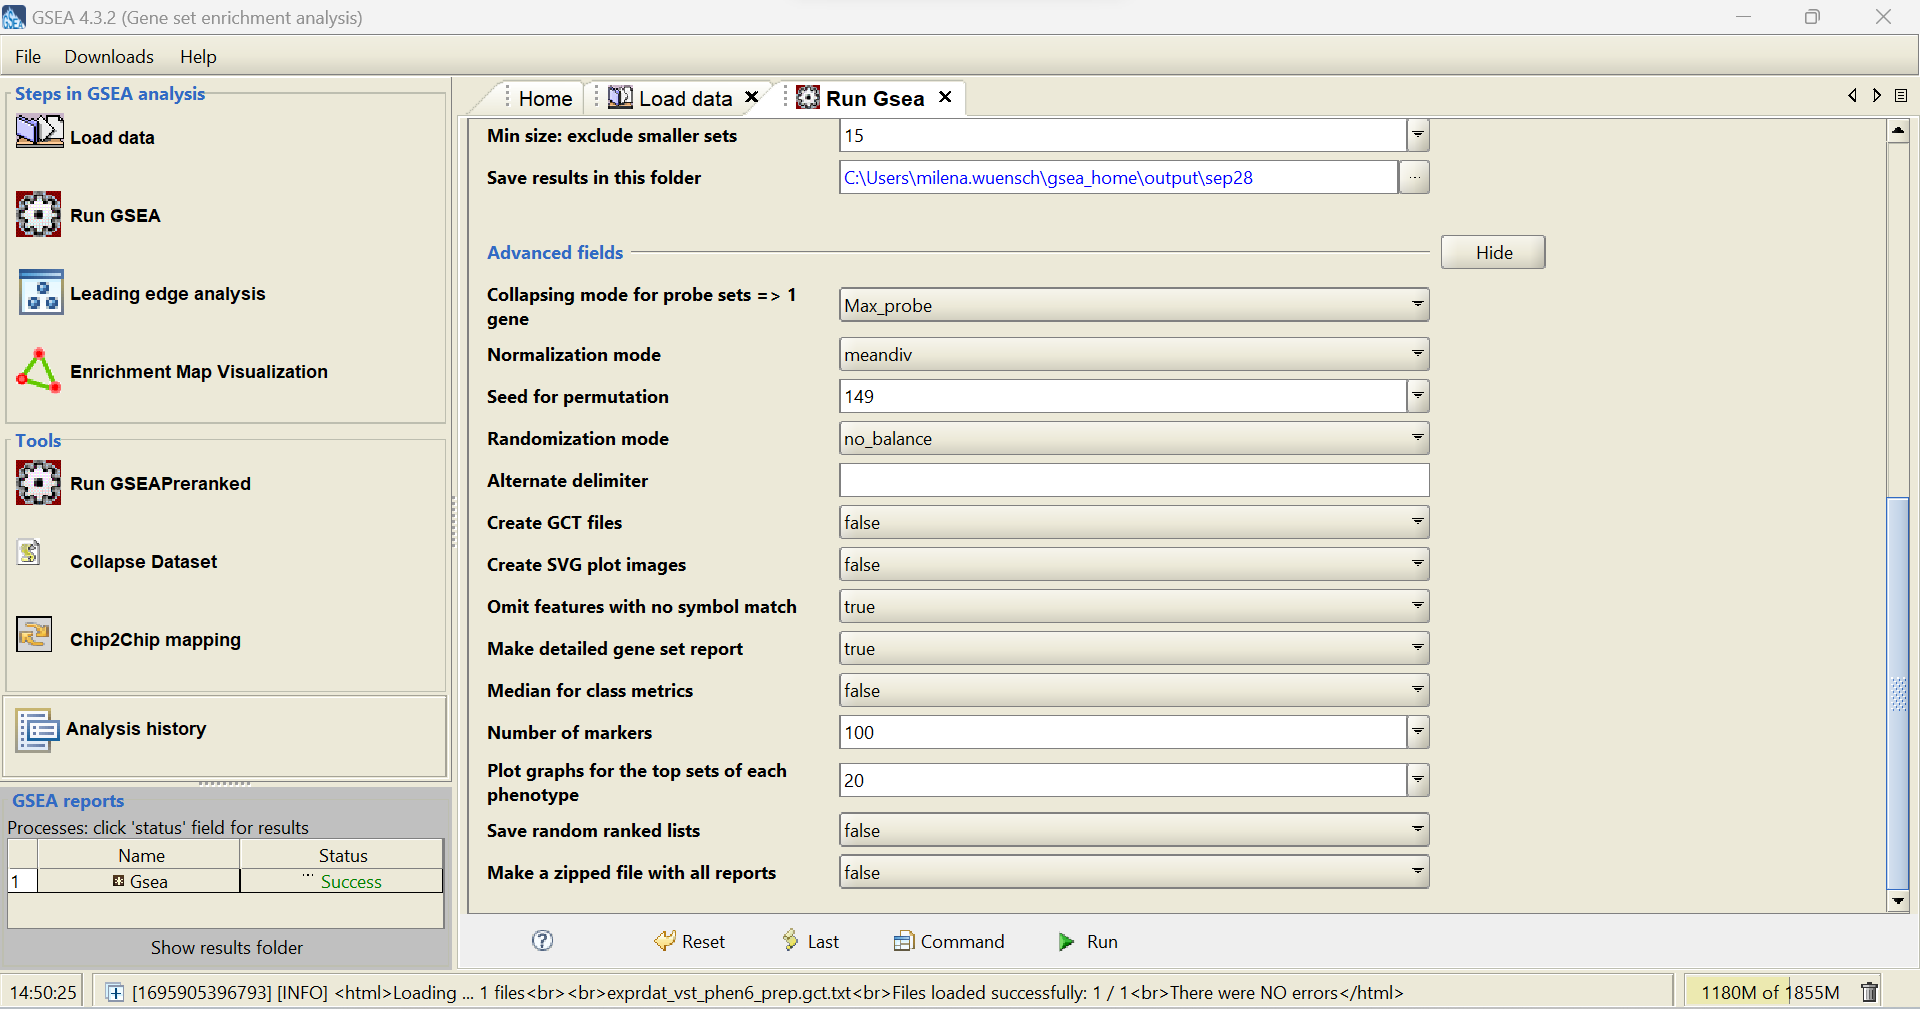 GSEA 4.3.2 (Gene set enrichment analysis)
File Downloads Help
Steps in GSEA analysis
Load data
Run GSEA
Leading edge analysis
Enrichment Map Visualization
Tools
Run GSEAPreranked
Collapse Dataset
Chip2Chip mapping
Analysis history
GSEA reports
Processes: click 'status' field for results
Name Status
1 Gsea ... Success
Show results folder
Home Load data Run Gsea
Min size: exclude smaller sets 15
Save results in this folder C:\Users\milena.wuensch\gsea_home\output\sep28 ...
Advanced fields Hide
Collapsing mode for probe sets => 1
gene Max_probe
Normalization mode meandiv
Seed for permutation 149
Randomization mode no_balance
Alternate delimiter
Create GCT files false
Create SVG plot images false
Omit features with no symbol match true
Make detailed gene set report true
Median for class metrics false
Number of markers 100
Plot graphs for the top sets of each
phenotype 20
Save random ranked lists false
Make a zipped file with all reports false
? Reset Last Command Run
14:50:25 [1695905396793] [INFO] <html>Loading ... 1 files<br><br>exprdat_vst_phen6_prep.gct.txt<br>Files loaded successfully: 1 / 1<br>There were NO errors</html> 1180M of 1855M